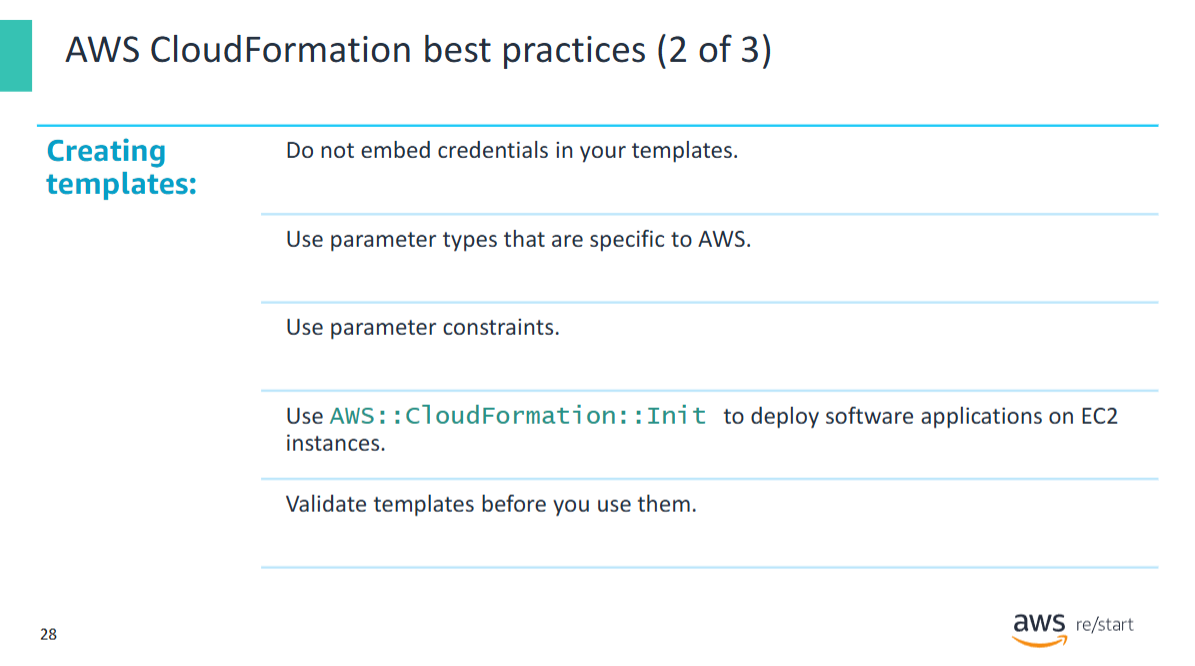 AWS CloudFormation best practices (2 of 3)
Creating
templates:
Do not embed credentials in your templates.
Use parameter types that are specific to AWS.
Use parameter constraints.
Use AWS::CloudFormation::Init to deploy software applications on EC2
instances.
Validate templates before you use them.
28
aws re/start